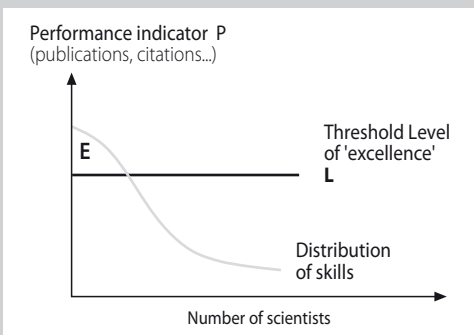 Performance indicator P
(publications, citations...)
E
Threshold Level
of 'excellence'
L
Distribution
of skills
Number of scientists